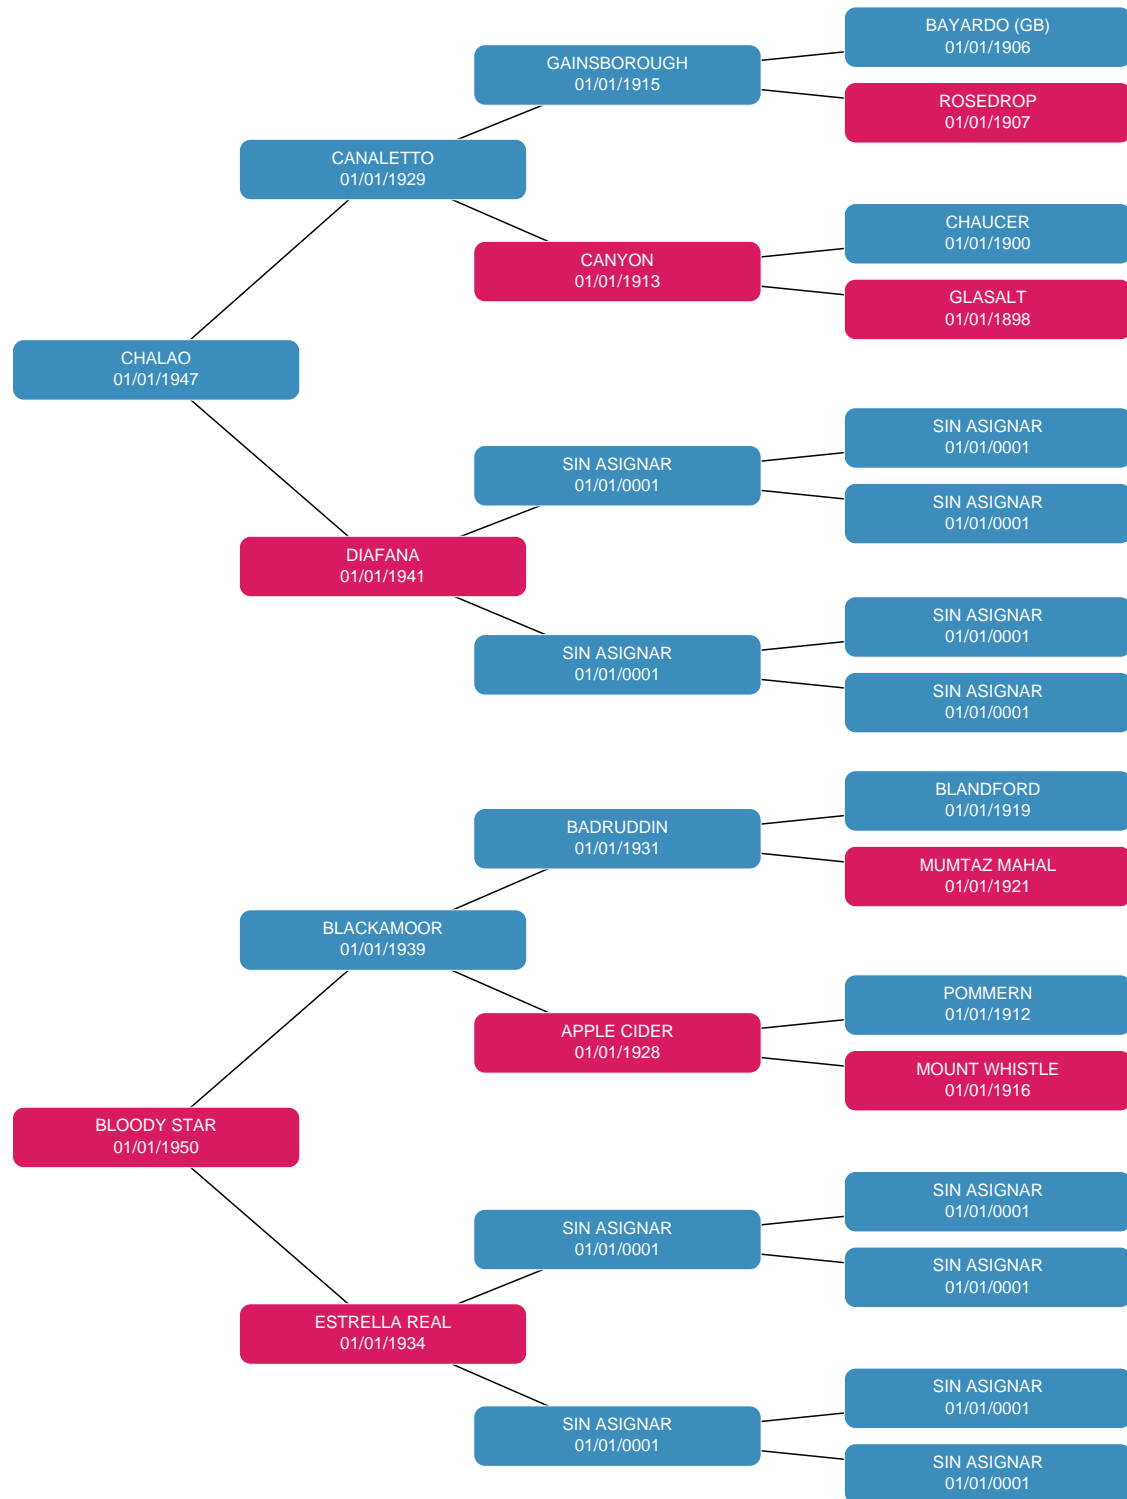 BAYARDO (GB)
01/01/1906
GAINSBOROUGH
01/01/1915
ROSEDROP
01/01/1907
CANALETTO
01/01/1929
CHAUCER
01/01/1900
CANYON
01/01/1913
GLASALT
01/01/1898
CHALAO
01/01/1947
SIN ASIGNAR
01/01/0001
SIN ASIGNAR
01/01/0001
SIN ASIGNAR
01/01/0001
DIAFANA
01/01/1941
SIN ASIGNAR
01/01/0001
SIN ASIGNAR
01/01/0001
SIN ASIGNAR
01/01/0001
BLANDFORD
01/01/1919
BADRUDDIN
01/01/1931
MUMTAZ MAHAL
01/01/1921
BLACKAMOOR
01/01/1939
POMMERN
01/01/1912
APPLE CIDER
01/01/1928
MOUNT WHISTLE
01/01/1916
BLOODY STAR
01/01/1950
SIN ASIGNAR
01/01/0001
SIN ASIGNAR
01/01/0001
SIN ASIGNAR
01/01/0001
ESTRELLA REAL
01/01/1934
SIN ASIGNAR
01/01/0001
SIN ASIGNAR
01/01/0001
SIN ASIGNAR
01/01/0001